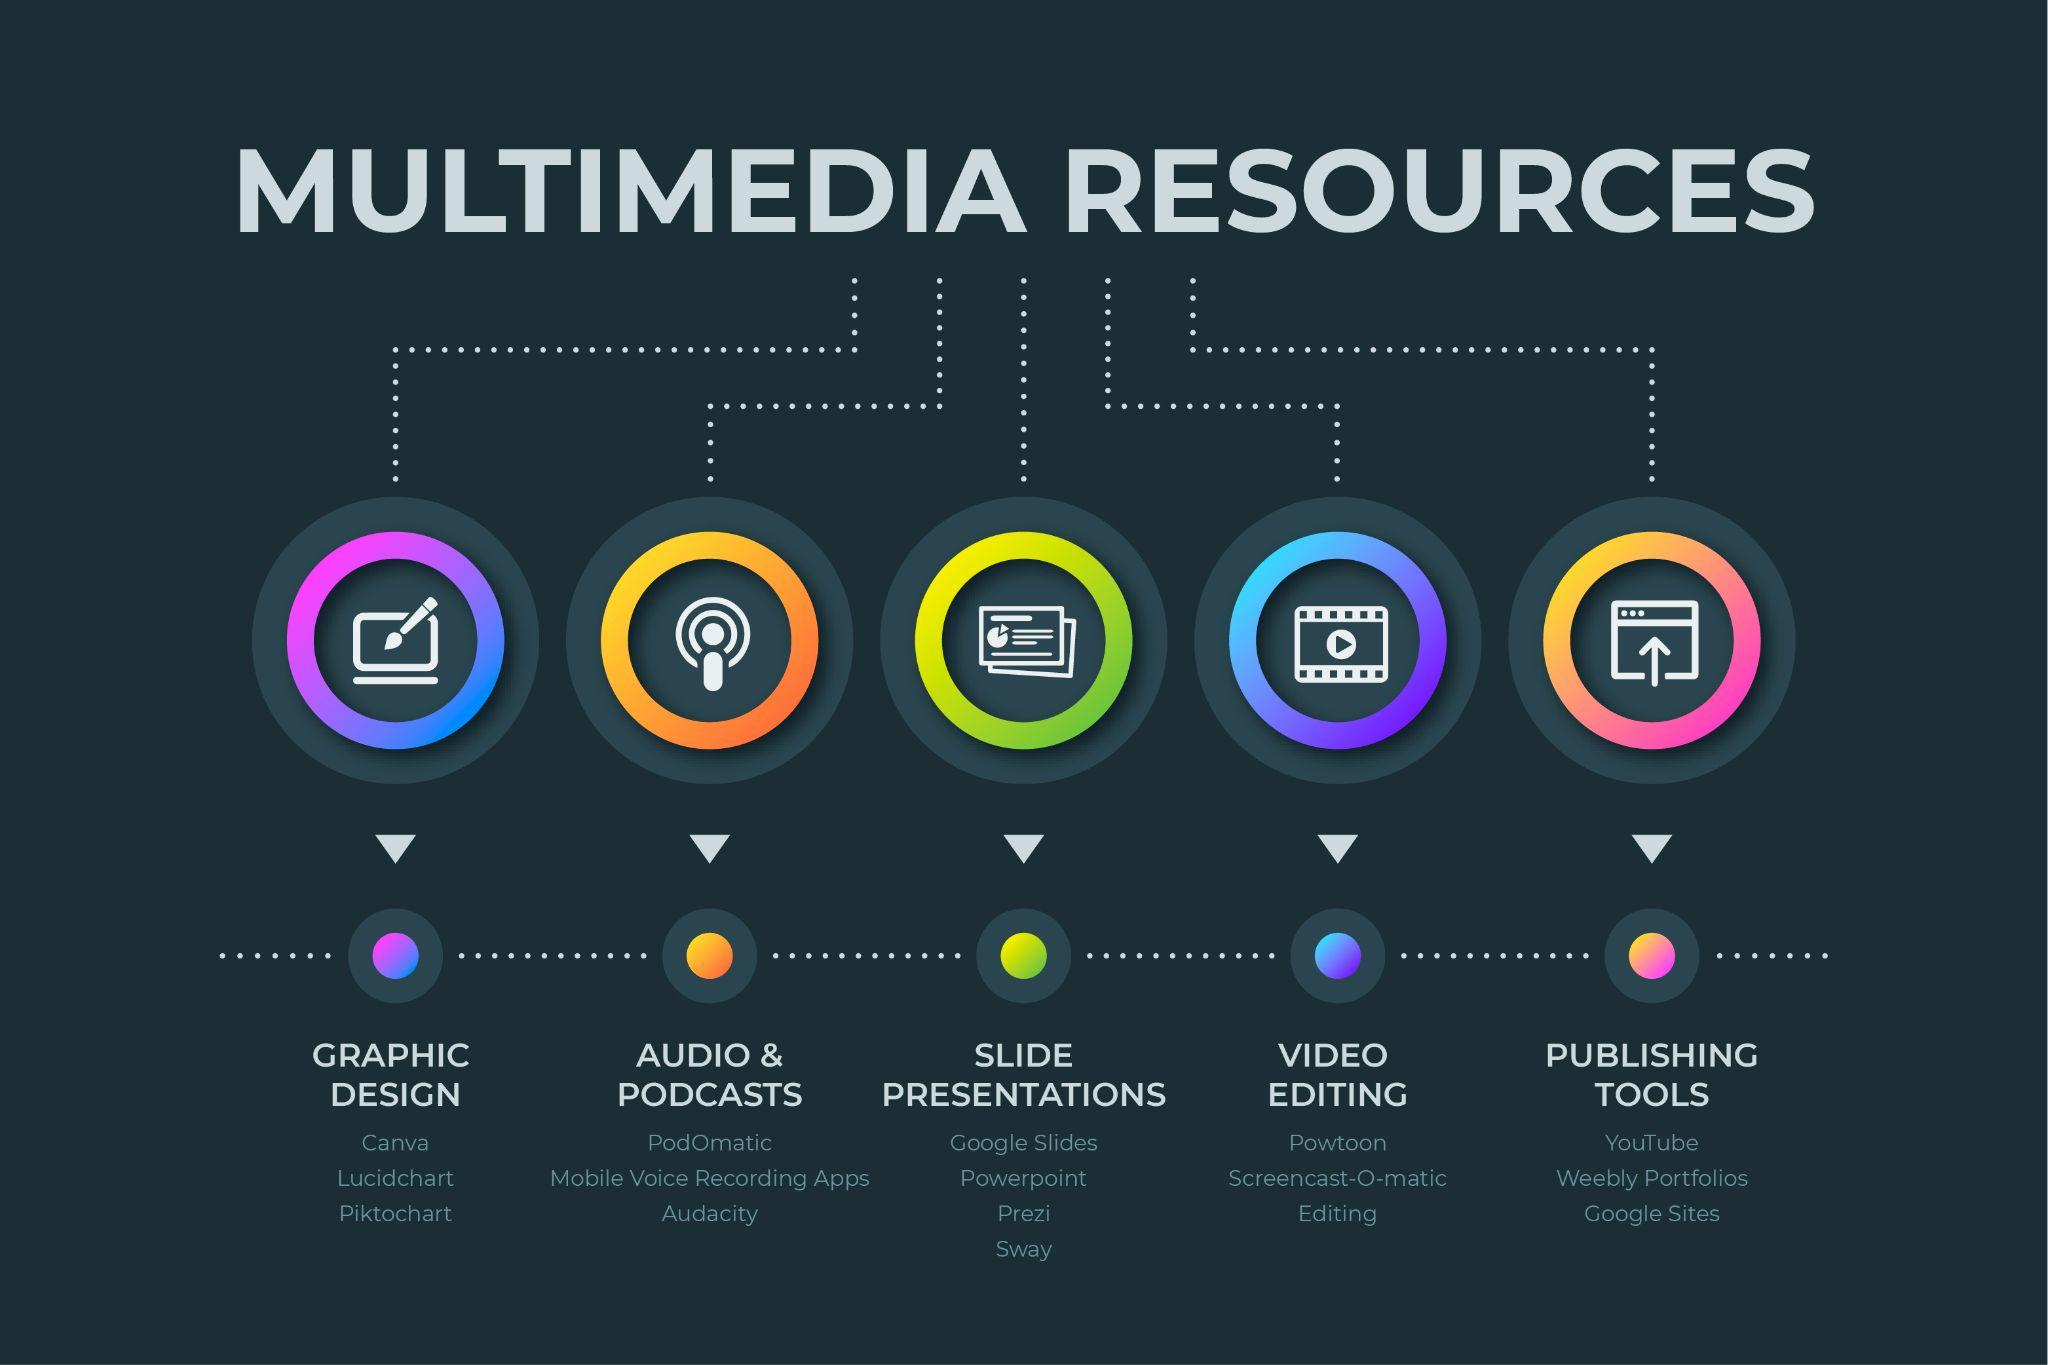 MULTIMEDIA RESOURCES
GRAPHIC
DESIGN
Canva
Lucidchart
Piktochart
AUDIO &
PODCASTS
PodOmatic
Mobile Voice Recording Apps
Audacity
SLIDE
PRESENTATIONS
Google Slides
Powerpoint
Prezi
Sway
VIDEO
EDITING
Powtoon
Screencast-O-matic
Editing
PUBLISHING
TOOLS
YouTube
Weebly Portfolios
Google Sites